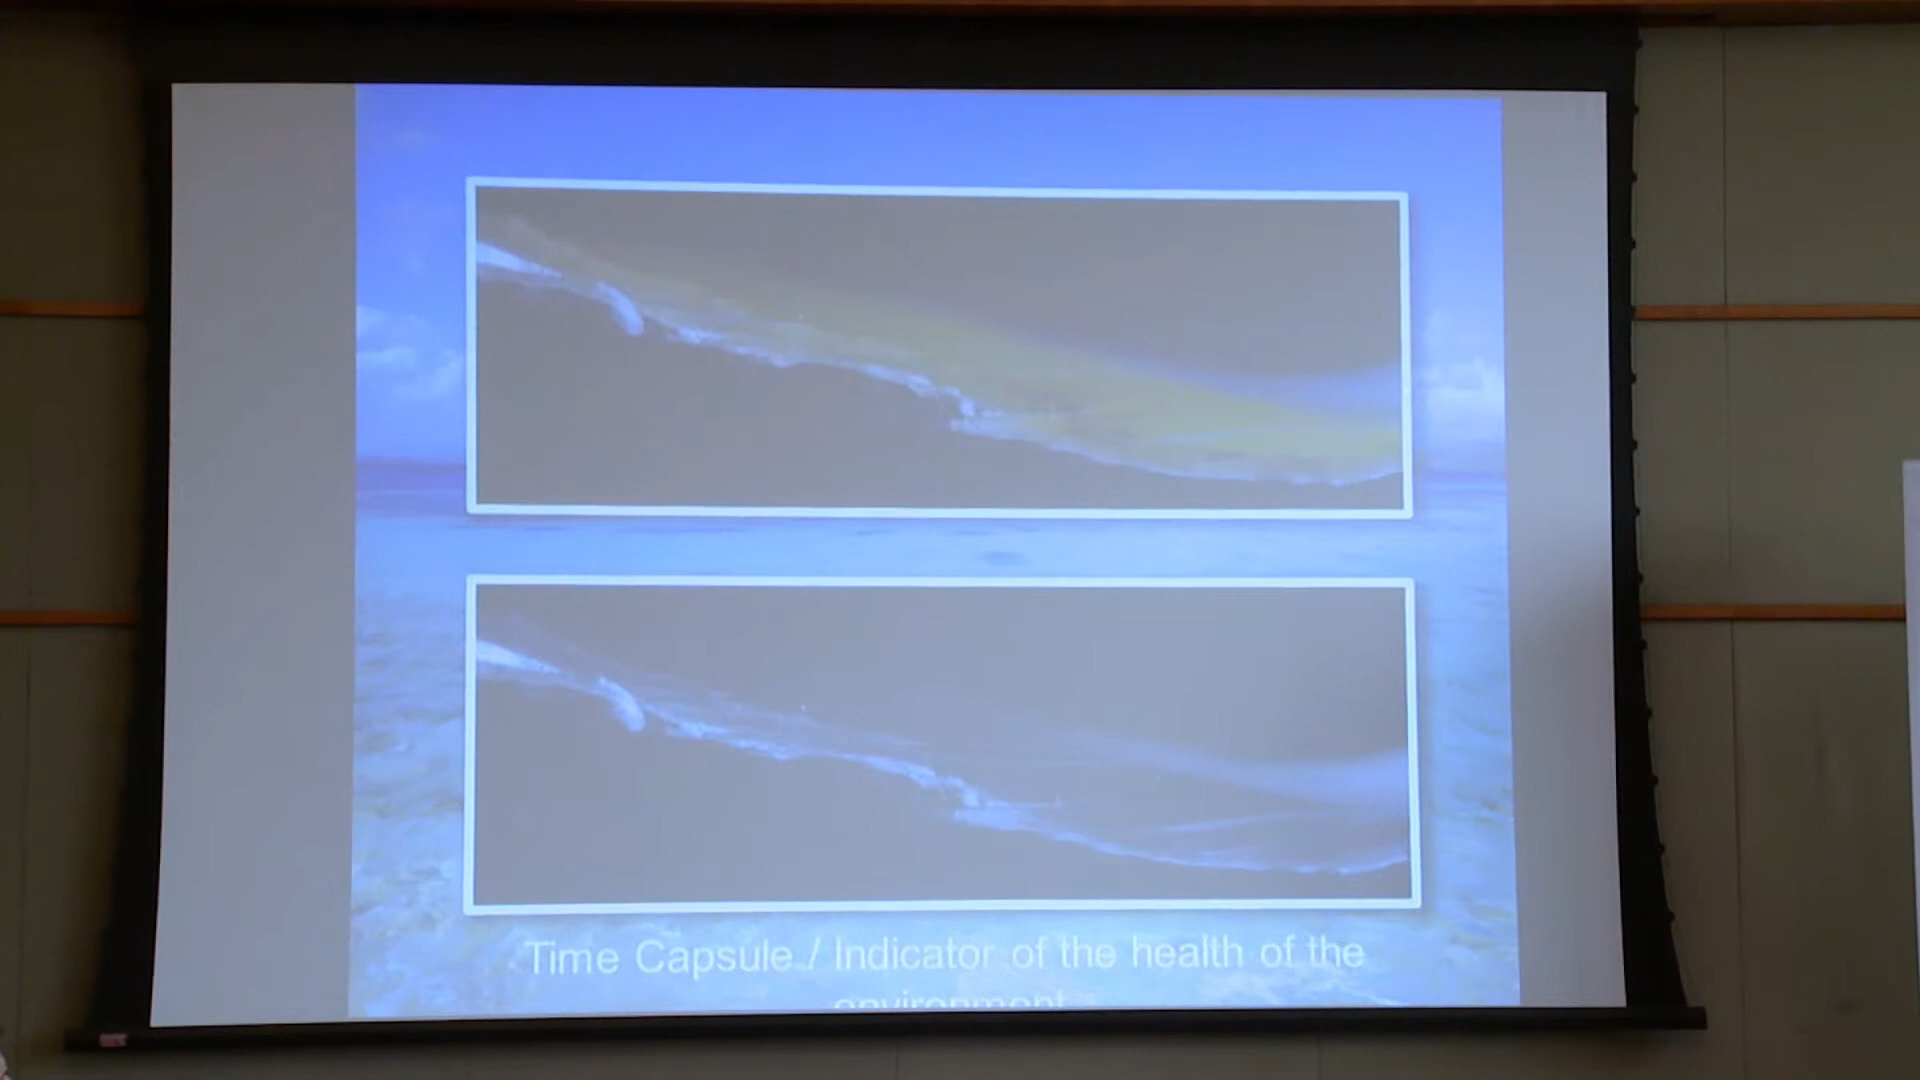 Time Capsule / Indicator of the health of the
environment